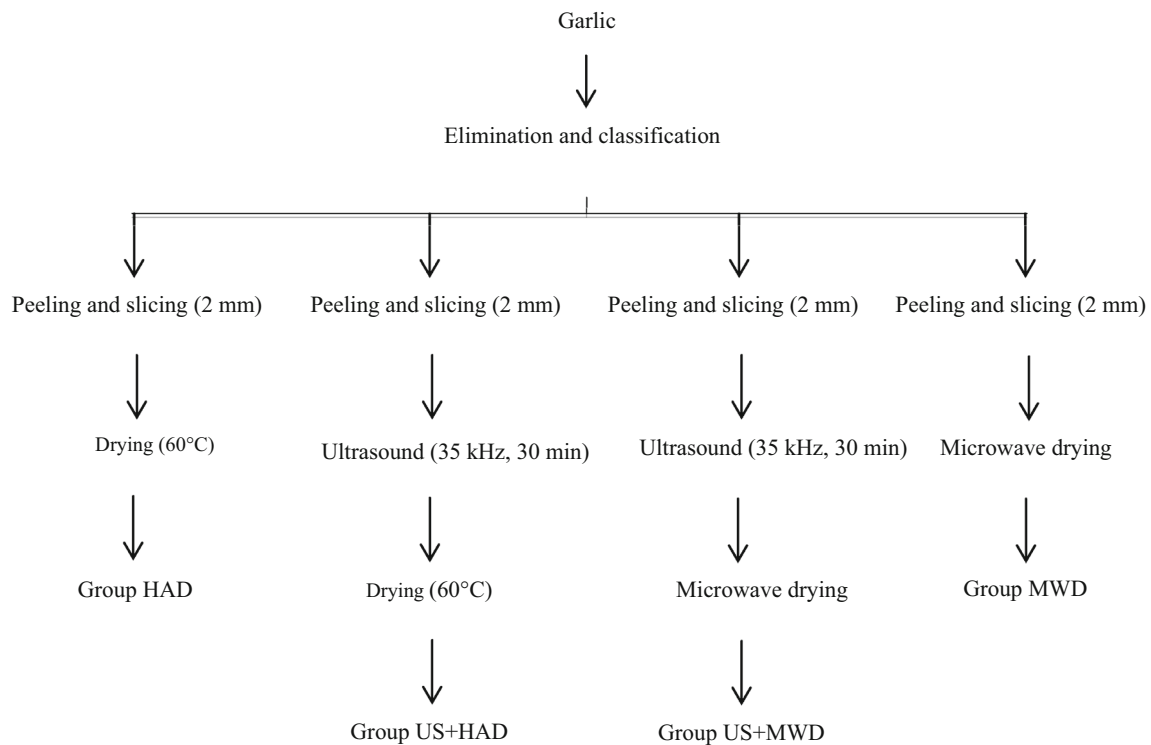 Garlic
Elimination and classification
Peeling and slicing (2 mm)
Peeling and slicing (2 mm)
Peeling and slicing (2 mm)
Peeling and slicing (2 mm)
Drying (60°C)
Ultrasound (35 kHz, 30 min)
Ultrasound (35 kHz, 30 min)
Microwave drying
Group HAD
Drying (60°C)
Microwave drying
Group MWD
Group US+HAD
Group US+MWD